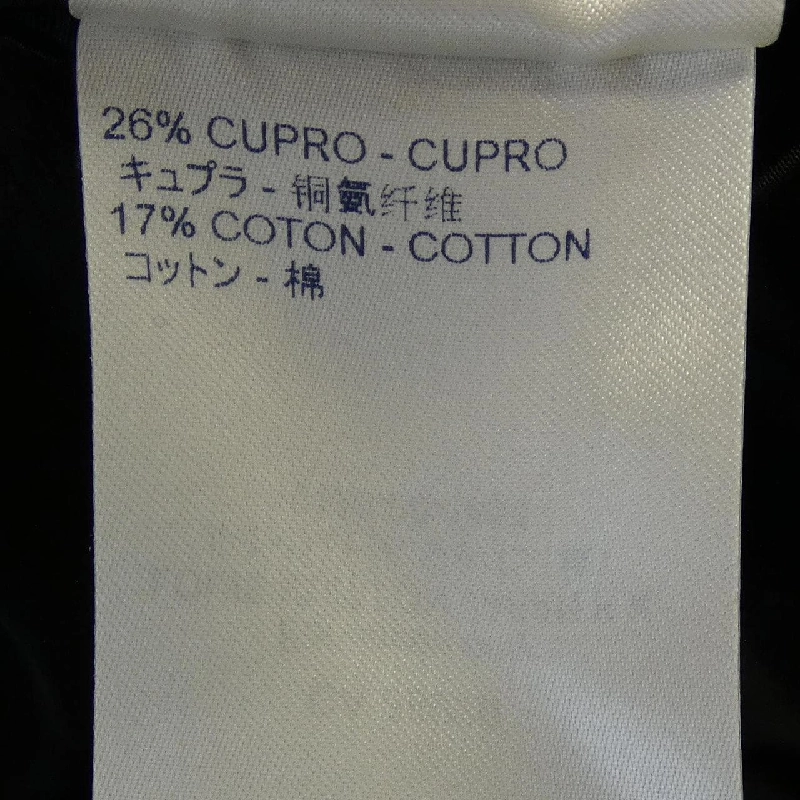 26% CUPRO - CUPRO
キュプラ - 铜氨纤维
17% COTON - COTTON
コットン - 棉